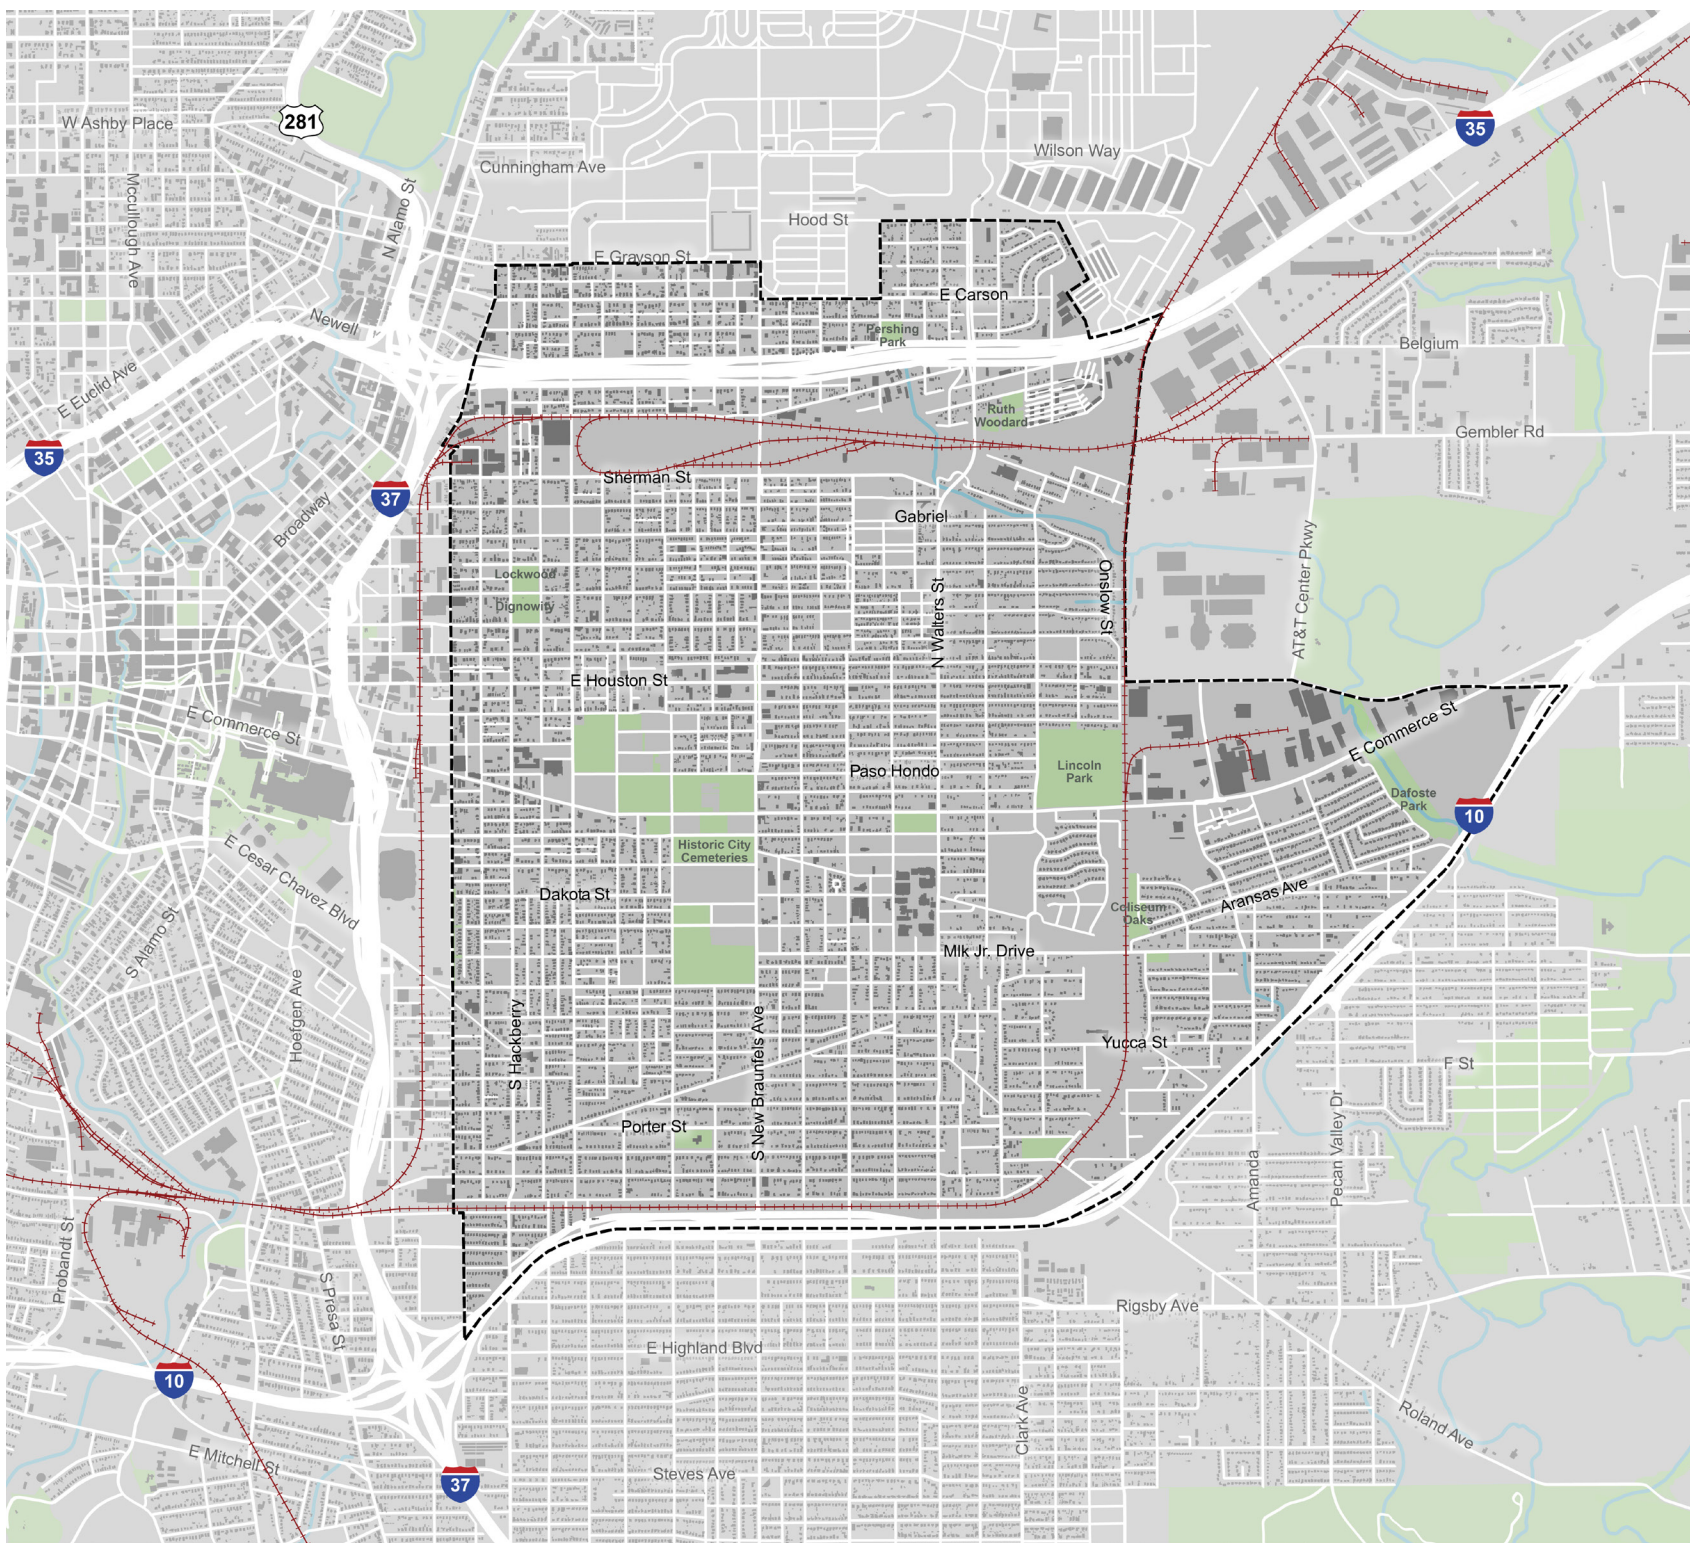 W Ashby Place
281
35
Wilson Way
Cunningham Ave
Mccullough Ave
N Alamo St
Hood St
E Grayson St
E Carson
Newell
Pershing
Park
Belgium
E Euclid Ave
Ruth
Woodard
Gembler Rd
35
37
Sherman St
Broadway
Gabriel
Lockwood
Dignowity
Onslow St
AT&T Center Pkwy
N Walters St
E Houston St
E Commerce St
E Commerce St
Paso Hondo
Lincoln
Park
Dafoste
Park
10
Historic City
Cemeteries
E Cesar Chavez Blvd
Dakota St
Aransas Ave
Coliseum
Oaks
S Alamo St
Mlk Jr. Drive
Hoefgen Ave
S Hackberry
S New Braunfels Ave
Yucca St
F St
Porter St
Pecan Valley Dr
Amanda
Probandt St
S Presa St
Rigsby Ave
E Highland Blvd
10
Clark Ave
Roland Ave
E Mitchell St
Steves Ave
37